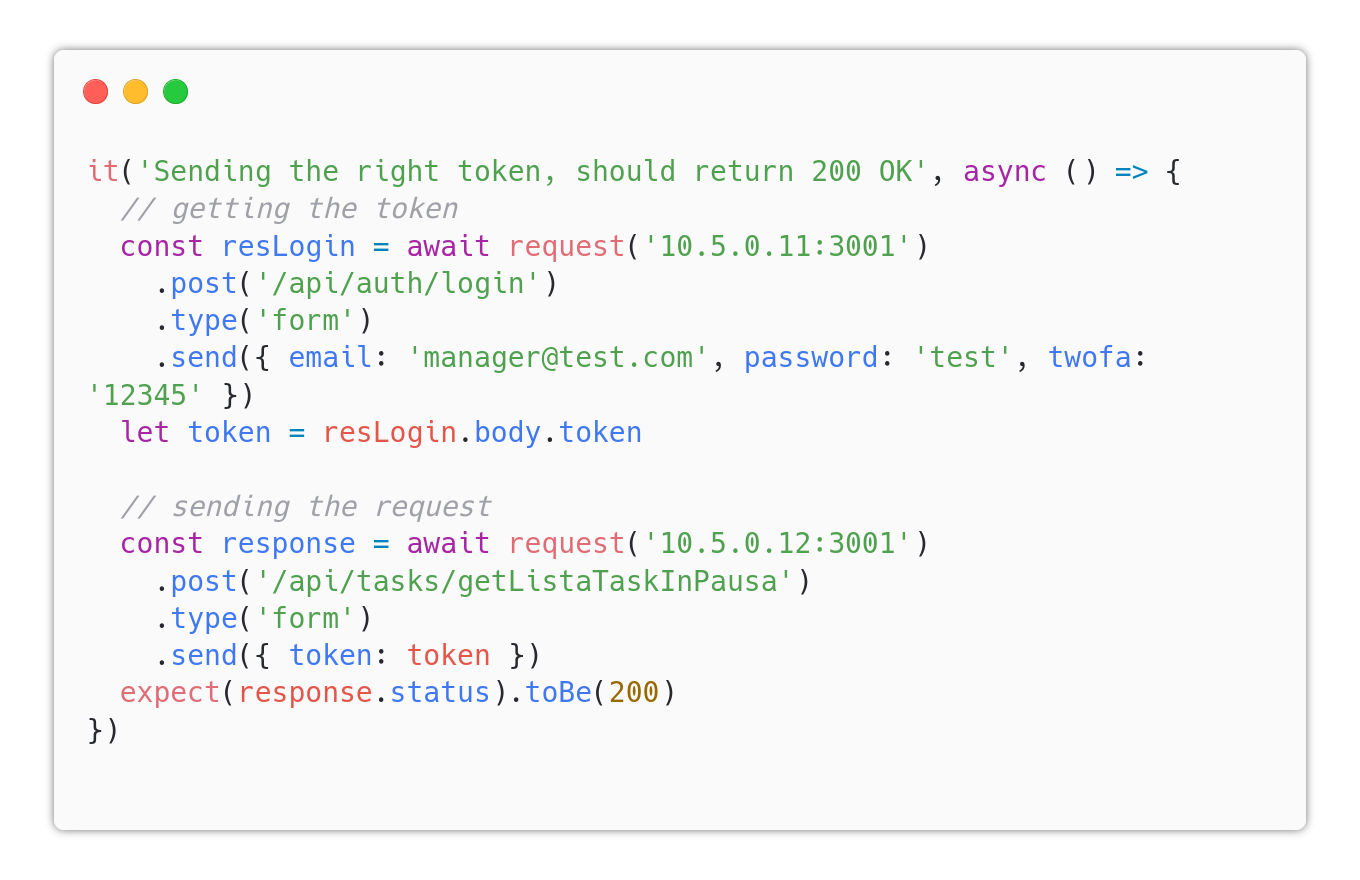 it('Sending the right token, should return 200 OK', async () => {
  // getting the token
  const resLogin = await request('10.5.0.11:3001')
    .post('/api/auth/login')
    .type('form')
    .send({ email: 'manager@test.com', password: 'test', twofa:
'12345' })
  let token = resLogin.body.token

  // sending the request
  const response = await request('10.5.0.12:3001')
    .post('/api/tasks/getListaTaskInPausa')
    .type('form')
    .send({ token: token })
  expect(response.status).toBe(200)
})